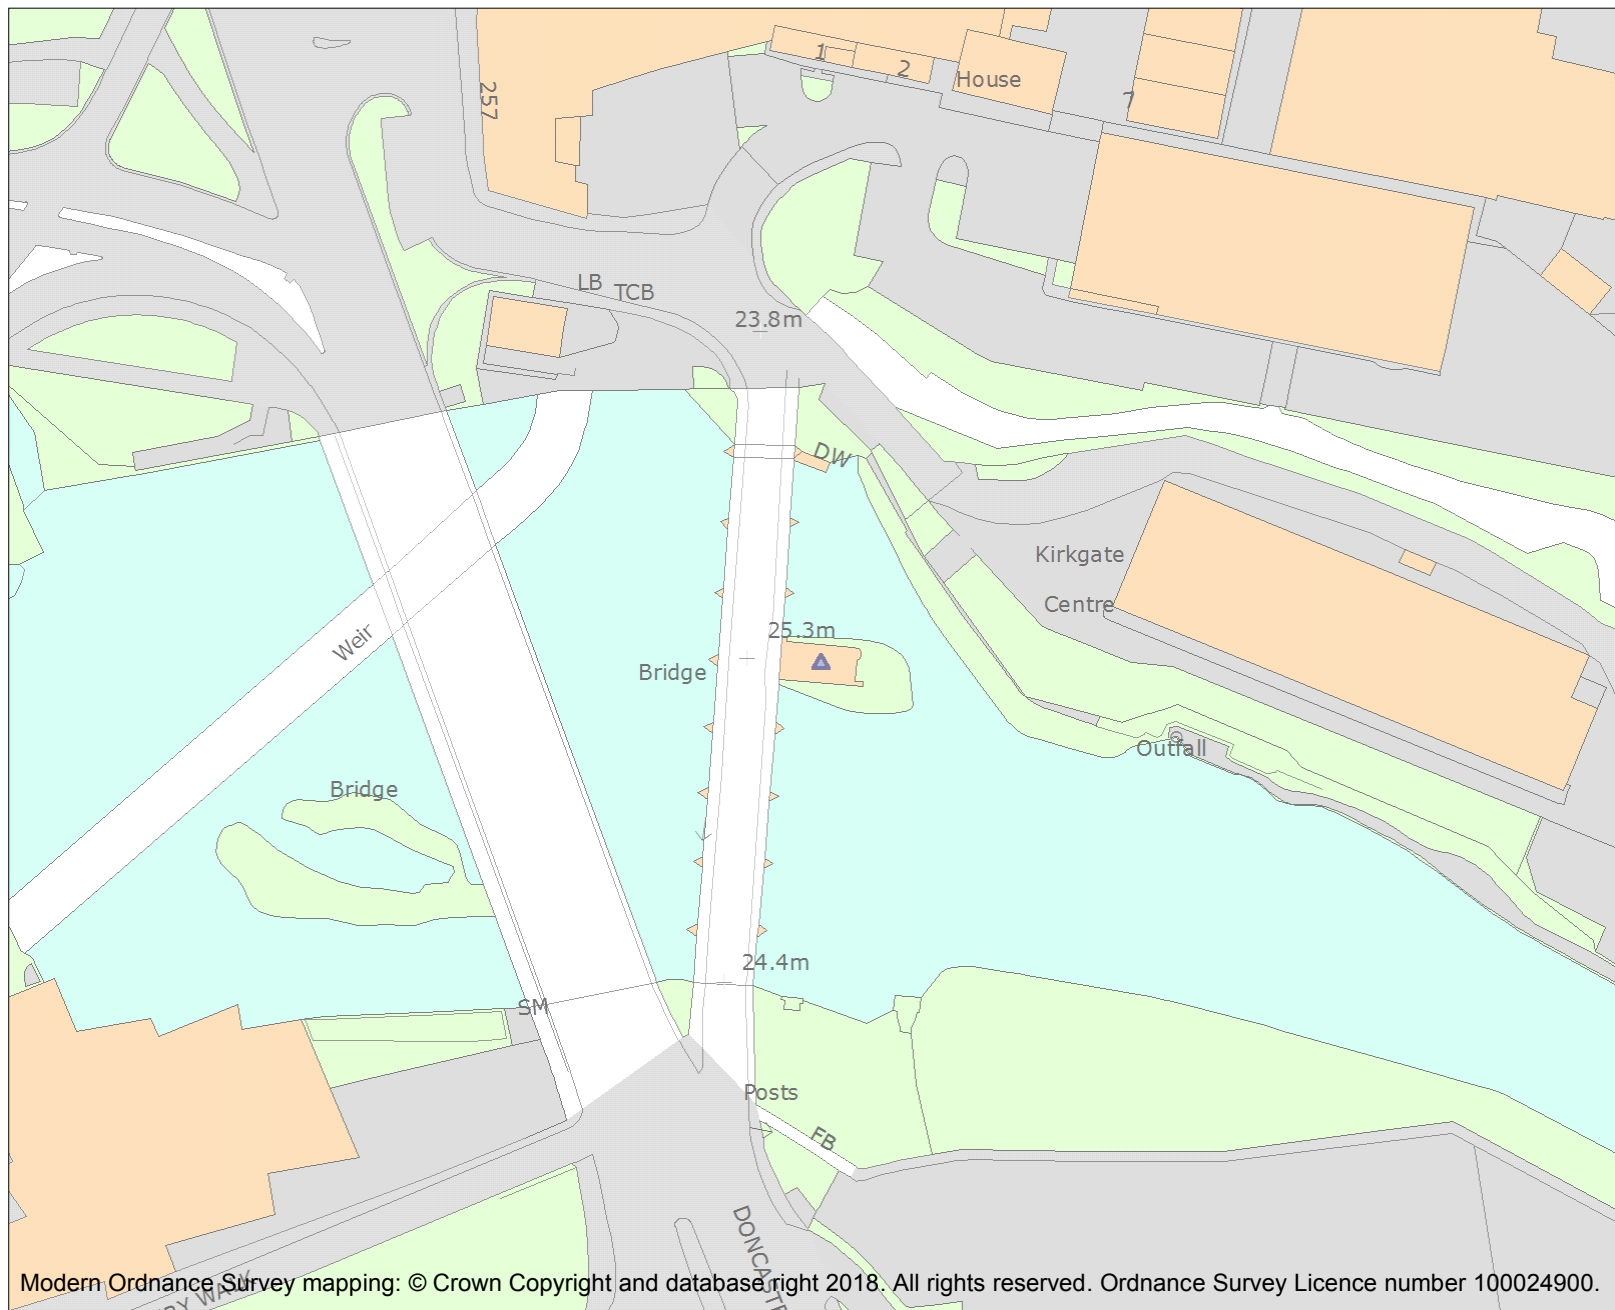 257
1
2
House
7
LB
TCB
23.8m
DW
Kirkgate
Centre
25.3m
Weir
Bridge
Outfall
Bridge
24.4m
SM
Posts
FB
Modern Ordnance Survey mapping: © Crown Copyright and database right 2018. All rights reserved. Ordnance Survey Licence number 100024900.